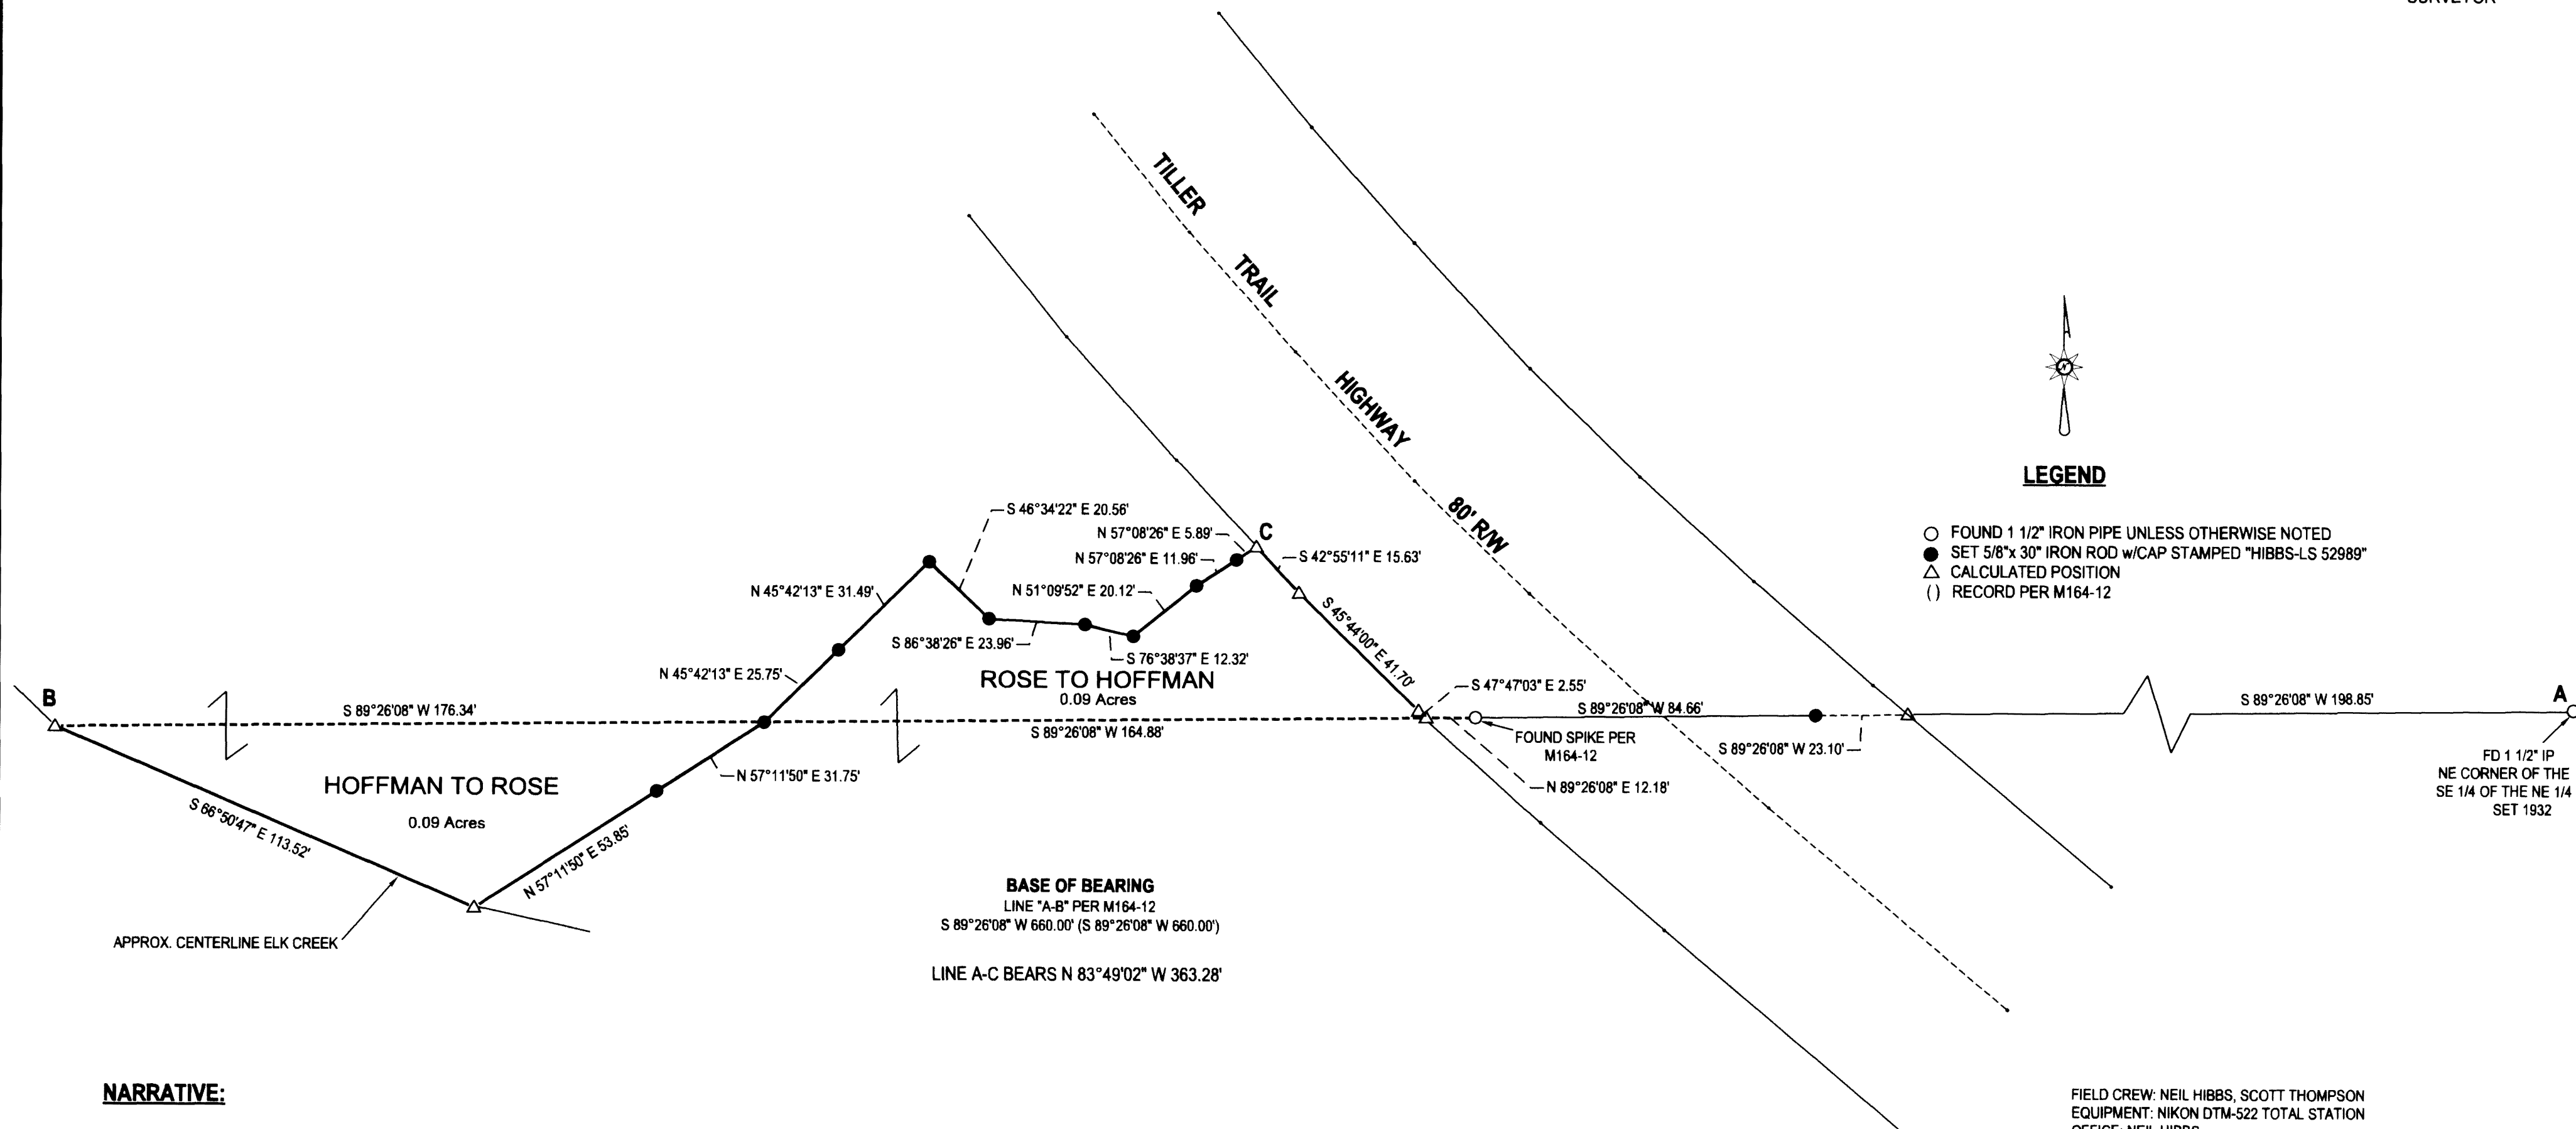 SURVEYOR
TILLER
TRAIL
HIGHWAY
80' R/W
LEGEND
FOUND 1 1/2" IRON PIPE UNLESS OTHERWISE NOTED
SET 5/8"x 30" IRON ROD w/CAP STAMPED "HIBBS-LS 52989"
CALCULATED POSITION
( ) RECORD PER M164-12
S 46°34'22" E 20.56'
N 57°08'26" E 5.89'
C
N 57°08'26" E 11.96'
S 42°55'11" E 15.63'
N 45°42'13" E 31.49'
N 51°09'52" E 20.12'
S 45°44'00" E 41.70'
S 86°38'26" E 23.96'
S 76°38'37" E 12.32'
N 45°42'13" E 25.75'
ROSE TO HOFFMAN
0.09 Acres
S 47°47'03" E 2.55'
B
S 89°26'08" W 176.34'
S 89°26'08" W 84.66'
S 89°26'08" W 198.85'
A
S 89°26'08" W 164.88'
FOUND SPIKE PER
M164-12
S 89°26'08" W 23.10'
FD 1 1/2" IP
NE CORNER OF THE
SE 1/4 OF THE NE 1/4
SET 1932
N 57°11'50" E 31.75'
N 89°26'08" E 12.18'
HOFFMAN TO ROSE
0.09 Acres
S 66°50'47" E 113.52'
N 57°11'50" E 53.85'
APPROX. CENTERLINE ELK CREEK
BASE OF BEARING
LINE "A-B" PER M164-12
S 89°26'08" W 660.00' (S 89°26'08" W 660.00')
LINE A-C BEARS N 83°49'02" W 363.28'
NARRATIVE:
FIELD CREW: NEIL HIBBS, SCOTT THOMPSON
EQUIPMENT: NIKON DTM-522 TOTAL STATION
OFFICE: NEIL HIBBS